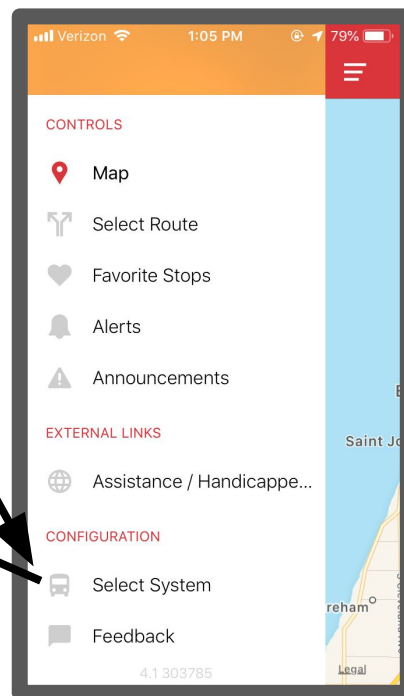 Verizon 1:05 PM 79%
CONTROLS
Map
Select Route
Favorite Stops
Alerts
Announcements
EXTERNAL LINKS
Saint Jo
Assistance / Handicappe...
CONFIGURATION
Select System
reham
Feedback
4.1 303785
Legal